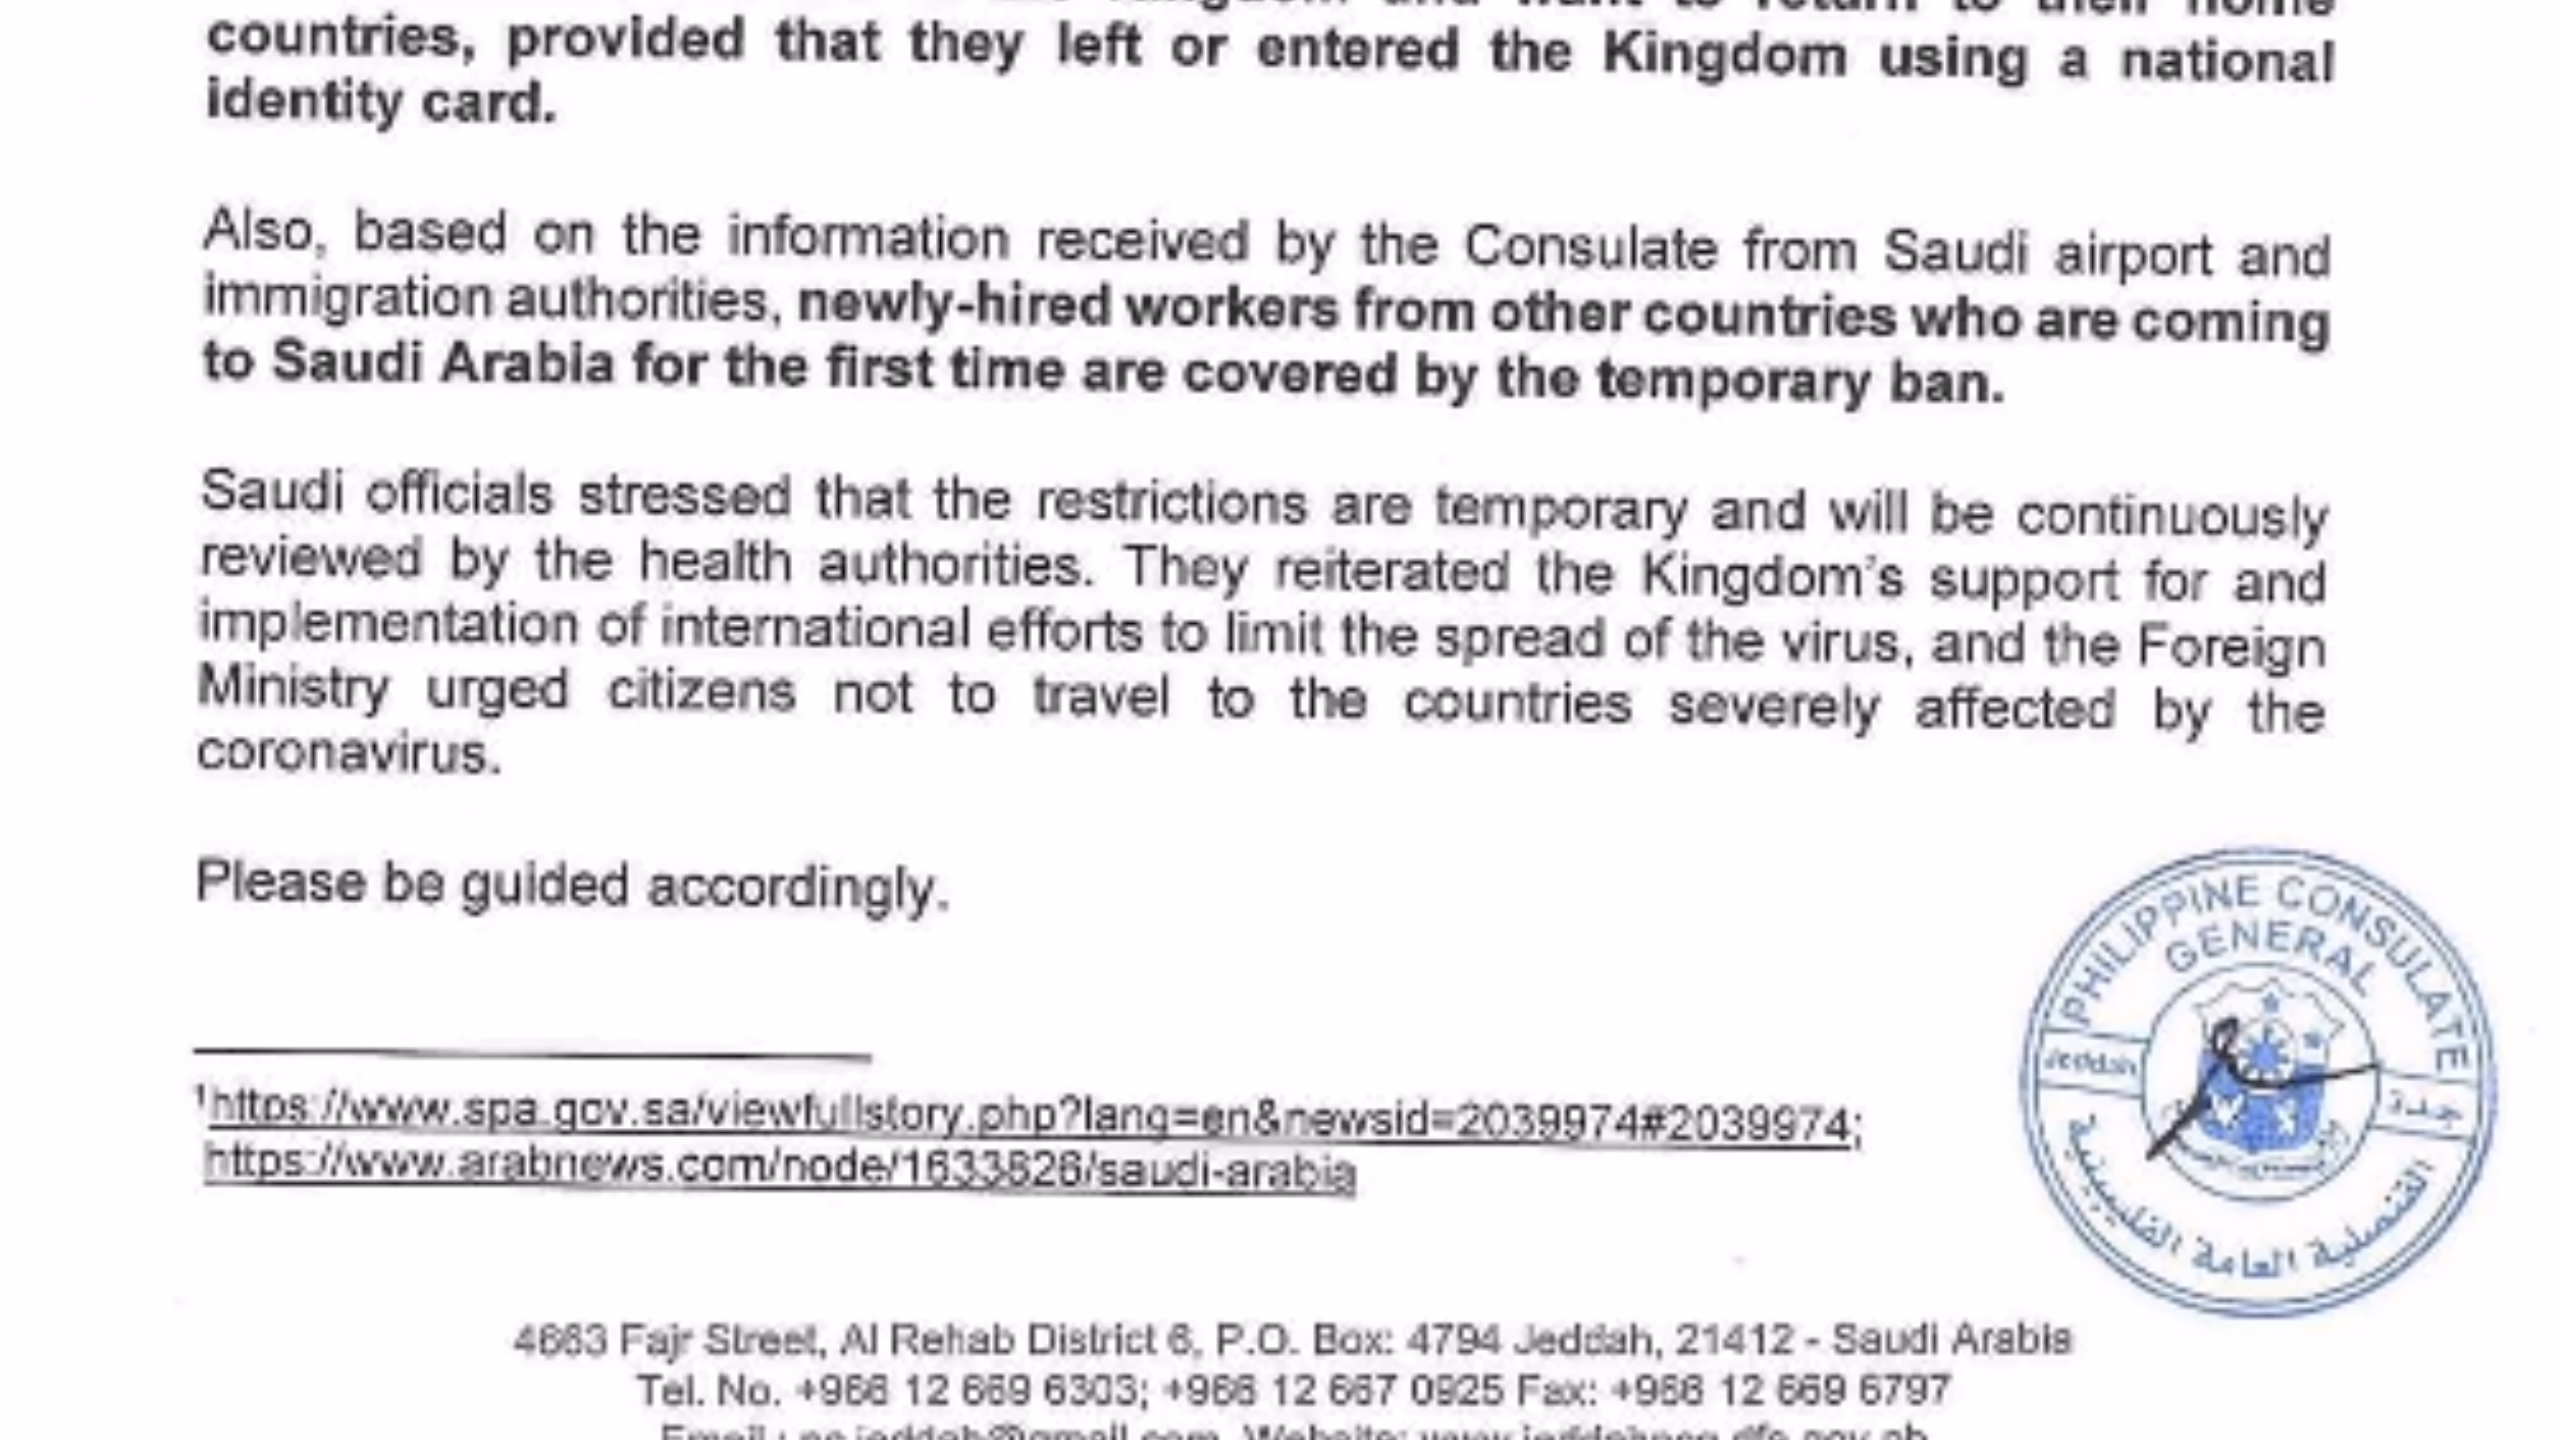 and want to return to their home
countries, provided that they left or entered the Kingdom using a national
identity card.
Also, based on the information received by the Consulate from Saudi airport and
immigration authorities, newly-hired workers from other countries who are coming
to Saudi Arabia for the first time are covered by the temporary ban.
Saudi officials stressed that the restrictions are temporary and will be continuously
reviewed by the health authorities. They reiterated the Kingdom's support for and
implementation of international efforts to limit the spread of the virus, and the Foreign
Ministry urged citizens not to travel to the countries severely affected by the
coronavirus.
Please be guided accordingly.
PHILIPPINE CONSULATE
GENERAL
Jeddah
جدة
القنصلية العامة الفلبينية
1https://www.spa.gov.sa/viewfullstory.php?lang=en&newsid=2039974#2039974;
https://www.arabnews.com/node/1633826/saudi-arabia
4663 Fajr Street, Al Rehab District 6, P.O. Box: 4794 Jeddah, 21412 - Saudi Arabia
Tel. No. +966 12 669 6303; +966 12 667 0925 Fax: +966 12 669 6797